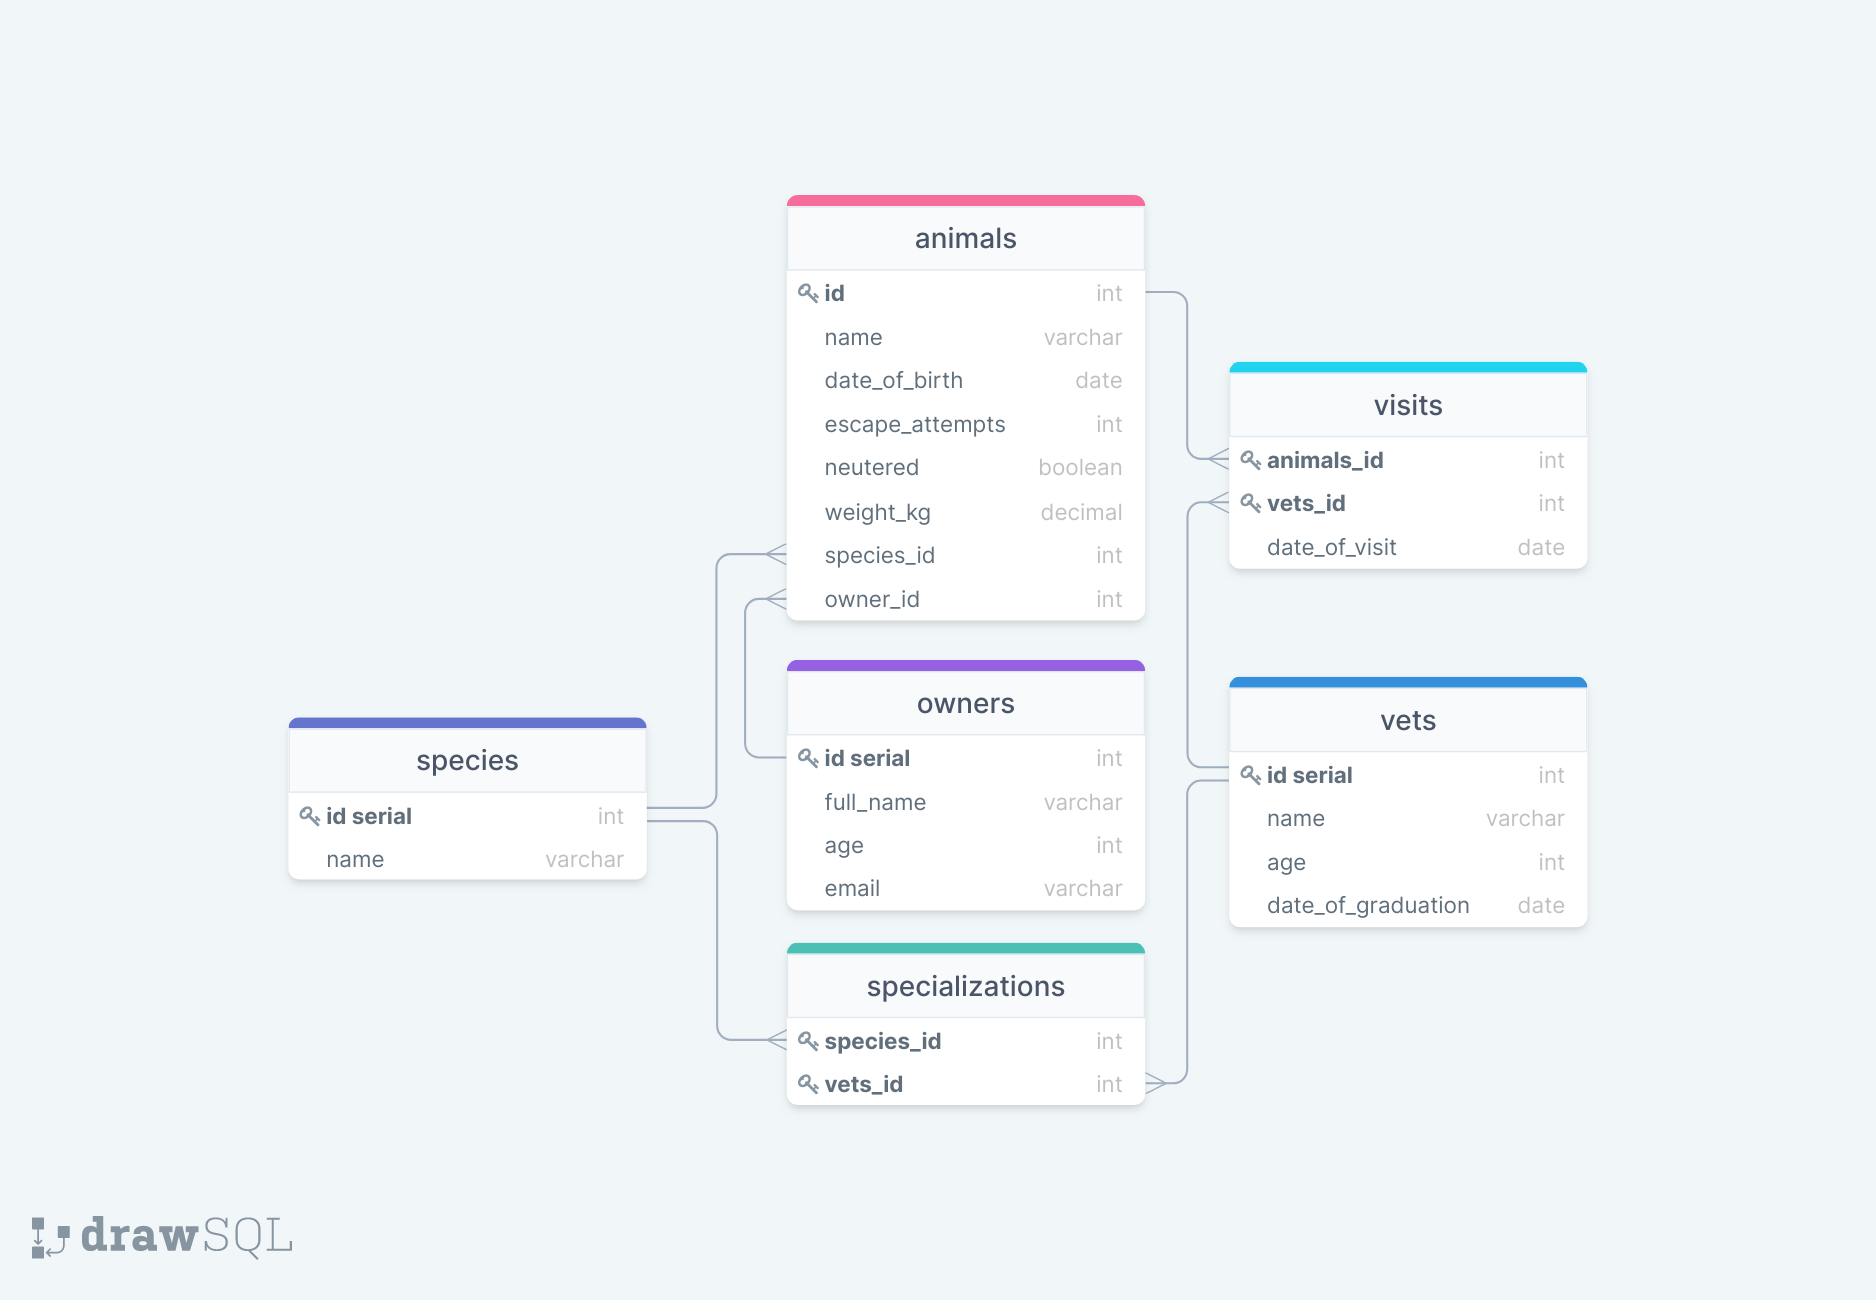 animals
id int
name varchar
date_of_birth date
escape_attempts int
neutered boolean
weight_kg decimal
species_id int
owner_id int
visits
animals_id int
vets_id int
date_of_visit date
owners
id serial int
full_name varchar
age int
email varchar
vets
id serial int
name varchar
age int
date_of_graduation date
species
id serial int
name varchar
specializations
species_id int
vets_id int
drawSQL